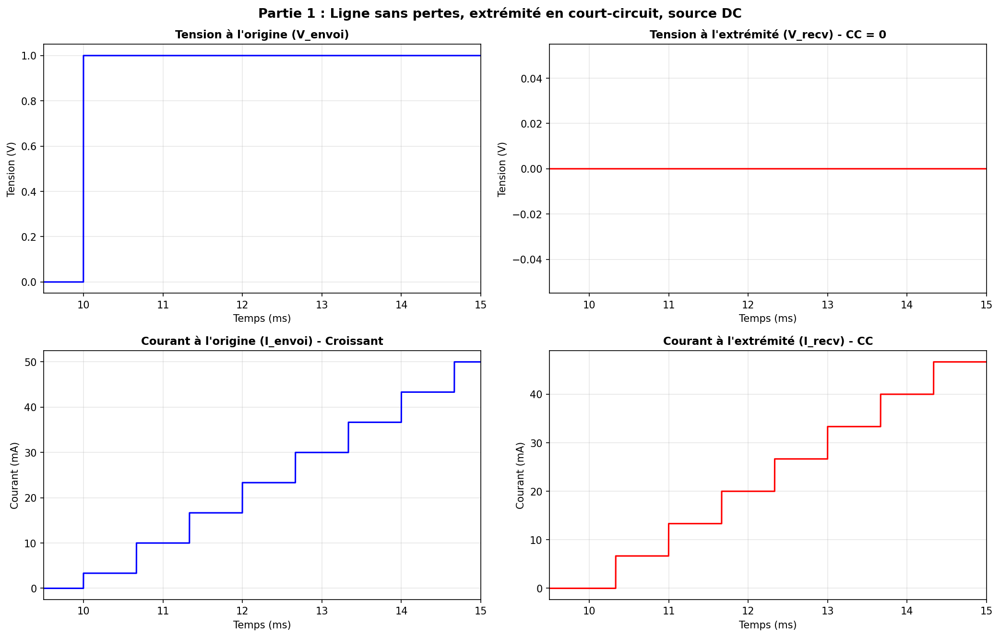 Partie 1 : Ligne sans pertes, extrémité en court-circuit, source DC
Tension à l'origine (V_envoi)
Tension (V)
1.0
0.8
0.6
0.4
0.2
0.0
10 11 12 13 14 15
Temps (ms)
Tension à l'extrémité (V_recv) - CC = 0
Tension (V)
0.04
0.02
0.00
−0.02
−0.04
10 11 12 13 14 15
Temps (ms)
Courant à l'origine (I_envoi) - Croissant
Courant (mA)
50
40
30
20
10
0
10 11 12 13 14 15
Temps (ms)
Courant à l'extrémité (I_recv) - CC
Courant (mA)
40
30
20
10
0
10 11 12 13 14 15
Temps (ms)